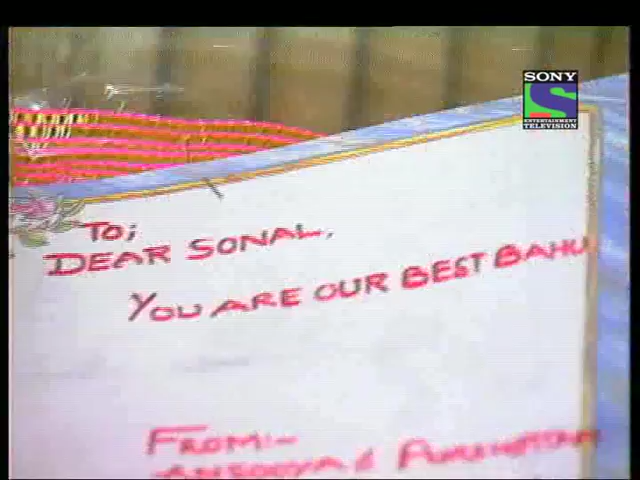 SONY
ENTERTAINMENT
TELEVISION
TO;
DEAR SONAL,
YOU ARE OUR BEST BAHU
FROM:-